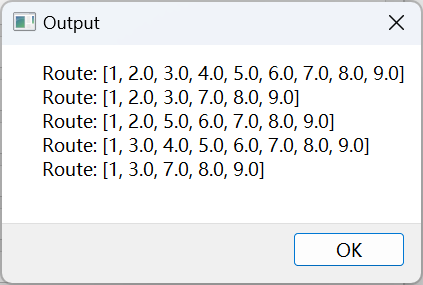 Output
Route: [1, 2.0, 3.0, 4.0, 5.0, 6.0, 7.0, 8.0, 9.0]
Route: [1, 2.0, 3.0, 7.0, 8.0, 9.0]
Route: [1, 2.0, 5.0, 6.0, 7.0, 8.0, 9.0]
Route: [1, 3.0, 4.0, 5.0, 6.0, 7.0, 8.0, 9.0]
Route: [1, 3.0, 7.0, 8.0, 9.0]
OK